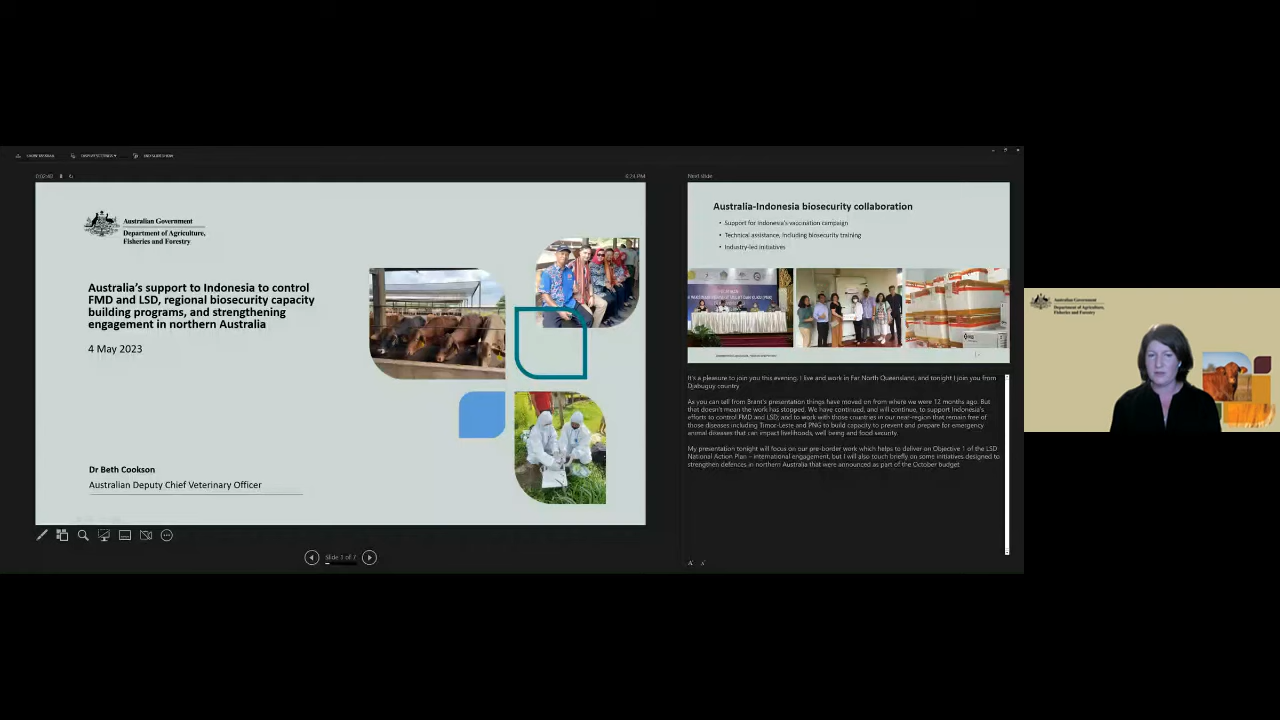 0:02:48
6:24 PM
Australian Government
Department of Agriculture,
Fisheries and Forestry
Australia's support to Indonesia to control
FMD and LSD, regional biosecurity capacity
building programs, and strengthening
engagement in northern Australia
4 May 2023
Dr Beth Cookson
Australian Deputy Chief Veterinary Officer
Slide 1 of 7
Next slide
Australia-Indonesia biosecurity collaboration
• Support for Indonesia's vaccination campaign
• Technical assistance, including biosecurity training
• Industry-led initiatives
It's a pleasure to join you this evening, I live and work in Far North Queensland, and tonight I join you from
Djabuguy country
As you can tell from Brant's presentation things have moved on from where we were 12 months ago. But
that doesn't mean the work has stopped. We have continued, and will continue, to support Indonesia's
efforts to control FMD and LSD; and to work with those countries in our near-region that remain free of
those diseases including Timor-Leste and PNG to build capacity to prevent and prepare for emergency
animal diseases that can impact livelihoods, well being and food security.
My presentation tonight will focus on our pre-border work which helps to deliver on Objective 1 of the LSD
National Action Plan – international engagement, but I will also touch briefly on some initiatives designed to
strengthen defences in northern Australia that were announced as part of the October budget
Australian Government
Department of Agriculture,
Fisheries and Forestry